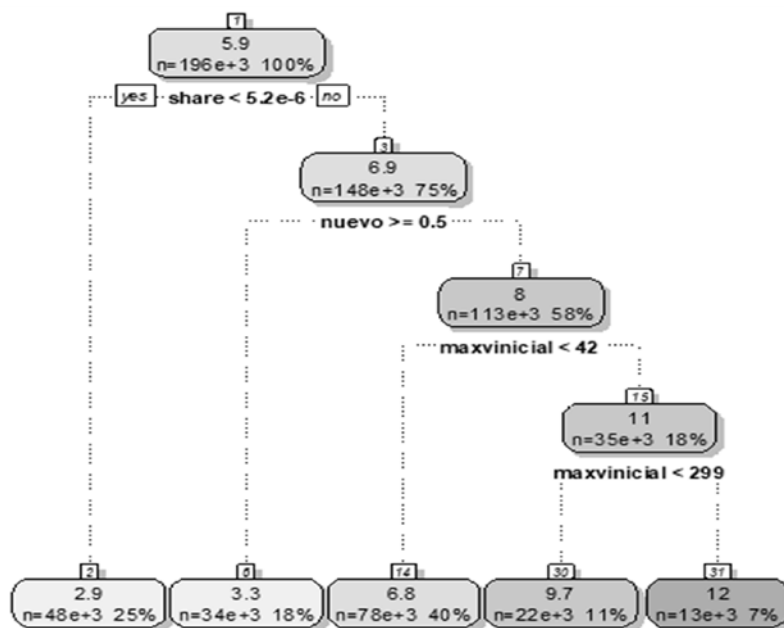 1
5.9
n=196e+3 100%
yes share < 5.2e-6 no
3
6.9
n=148e+3 75%
nuevo >= 0.5
7
8
n=113e+3 58%
maxvinicial < 42
15
11
n=35e+3 18%
maxvinicial < 299
2 6 14 30 31
2.9 3.3 6.8 9.7 12
n=48e+3 25% n=34e+3 18% n=78e+3 40% n=22e+3 11% n=13e+3 7%